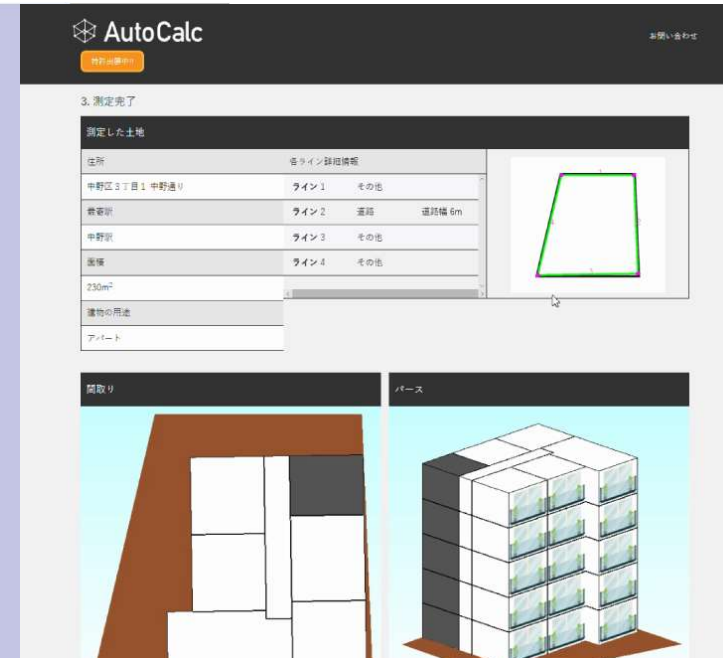 AutoCalc
お問い合わせ
特許出願中!!
3. 測定完了
測定した土地
住所
各ライン詳細情報
中野区3丁目1 中野通り
ライン 1 その他
最寄駅
ライン 2 道路 道路幅 6m
中野駅
ライン 3 その他
面積
ライン 4 その他
230m²
建物の用途
アパート
間取り
パース